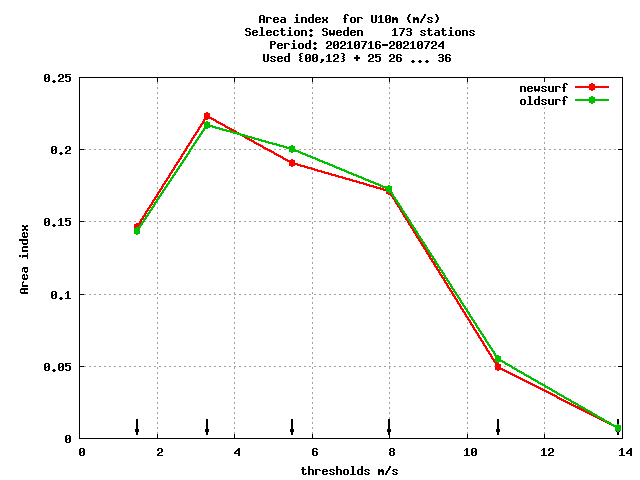 Area index  for U10m (m/s)
Selection: Sweden    173 stations
Period: 20210716-20210724
Used {00,12} + 25 26 ... 36
newsurf
oldsurf
0.25
0.2
0.15
0.1
0.05
0
Area index
0 2 4 6 8 10 12 14
thresholds m/s